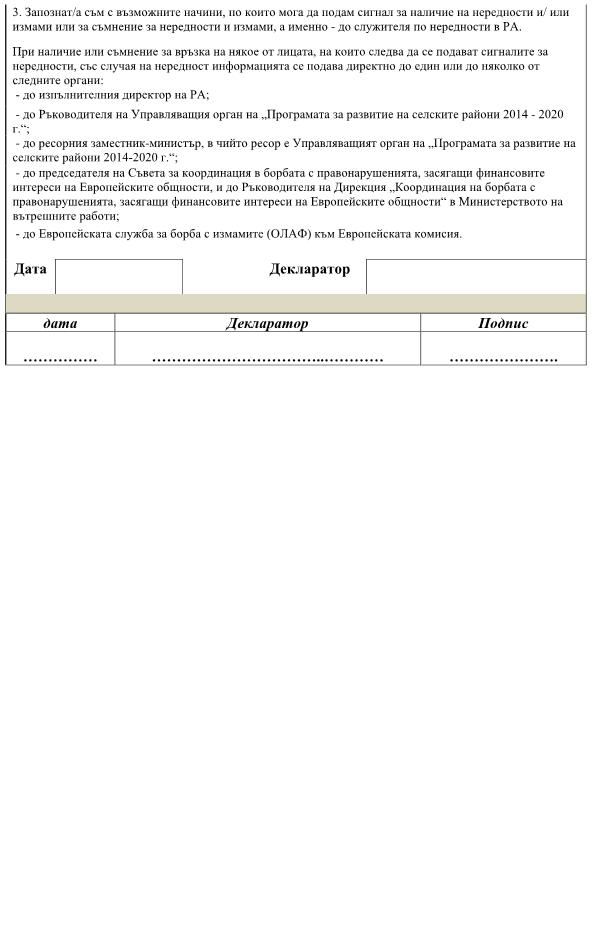 3. Запознат/а съм с възможните начини, по които мога да подам сигнал за наличие на нередности и/ или
измами или за съмнение за нередности и измами, а именно - до служителя по нередности в РА.
При наличие или съмнение за връзка на някое от лицата, на които следва да се подават сигналите за
нередности, със случая на нередност информацията се подава директно до един или до няколко от
следните органи:
- до изпълнителния директор на РА;
- до Ръководителя на Управляващия орган на „Програмата за развитие на селските райони 2014 - 2020
г.“;
- до ресорния заместник-министър, в чийто ресор е Управляващият орган на „Програмата за развитие на
селските райони 2014-2020 г.“;
- до председателя на Съвета за координация в борбата с правонарушенията, засягащи финансовите
интереси на Европейските общности, и до Ръководителя на Дирекция „Координация на борбата с
правонарушенията, засягащи финансовите интереси на Европейските общности“ в Министерството на
вътрешните работи;
- до Европейската служба за борба с измамите (ОЛАФ) към Европейската комисия.
Дата Декларатор
дата Декларатор Подпис
…………… ……………………………...………… ………………….